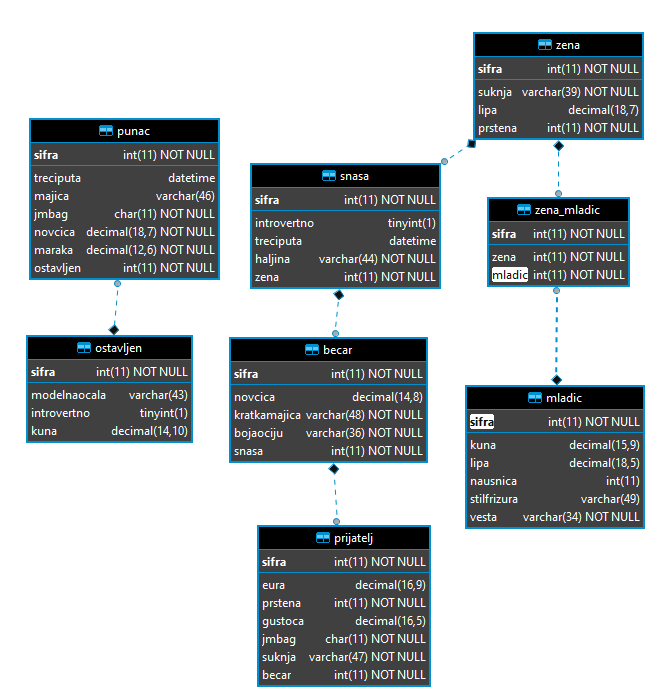 zena
sifra int(11) NOT NULL
suknja varchar(39) NOT NULL
lipa decimal(18,7)
prstena int(11) NOT NULL
punac
sifra int(11) NOT NULL
treciputa datetime
majica varchar(46)
jmbag char(11) NOT NULL
novcica decimal(18,7) NOT NULL
maraka decimal(12,6) NOT NULL
ostavljen int(11) NOT NULL
snasa
sifra int(11) NOT NULL
introvertno tinyint(1)
treciputa datetime
haljina varchar(44) NOT NULL
zena int(11) NOT NULL
zena_mladic
sifra int(11) NOT NULL
zena int(11) NOT NULL
mladic int(11) NOT NULL
ostavljen
sifra int(11) NOT NULL
modelnaocala varchar(43)
introvertno tinyint(1)
kuna decimal(14,10)
becar
sifra int(11) NOT NULL
novcica decimal(14,8)
kratkamajica varchar(48) NOT NULL
bojaociju varchar(36) NOT NULL
snasa int(11) NOT NULL
mladic
sifra int(11) NOT NULL
kuna decimal(15,9)
lipa decimal(18,5)
nausnica int(11)
stilfrizura varchar(49)
vesta varchar(34) NOT NULL
prijatelj
sifra int(11) NOT NULL
eura decimal(16,9)
prstena int(11) NOT NULL
gustoca decimal(16,5)
jmbag char(11) NOT NULL
suknja varchar(47) NOT NULL
becar int(11) NOT NULL